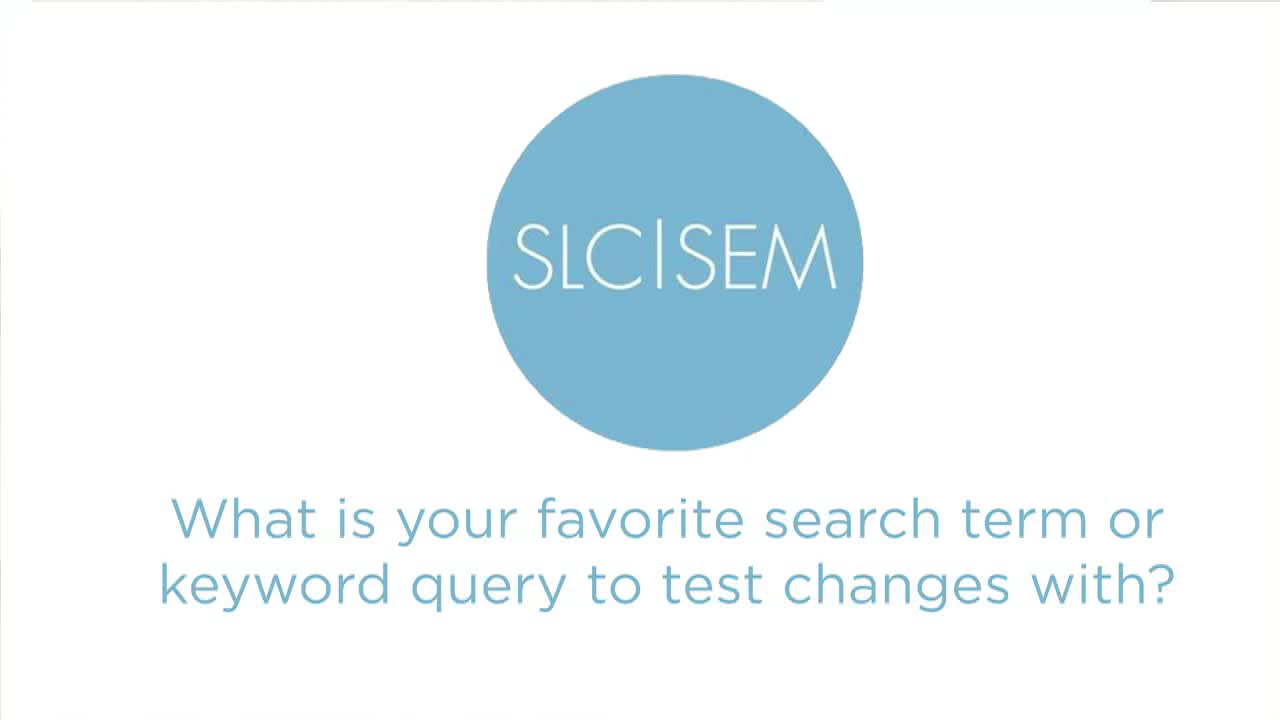 SLC|SEM
What is your favorite search term or
keyword query to test changes with?